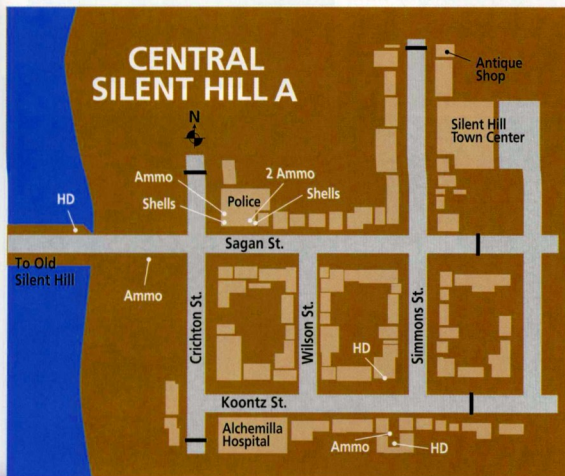 CENTRAL
SILENT HILL A
N
Antique
Shop
Silent Hill
Town Center
Ammo
2 Ammo
Shells
Police
Shells
HD
Sagan St.
To Old
Silent Hill
Ammo
Crichton St.
Wilson St.
Simmons St.
HD
Koontz St.
Alchemilla
Hospital
Ammo
HD